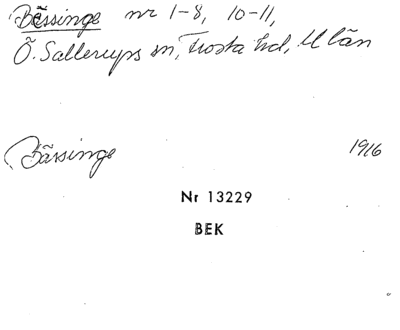 Bässinge nr 1-8, 10-11,
Ö. Sallerups sn, Frosta hd, M län
Bässinge 1916
Nr 13229
BEK